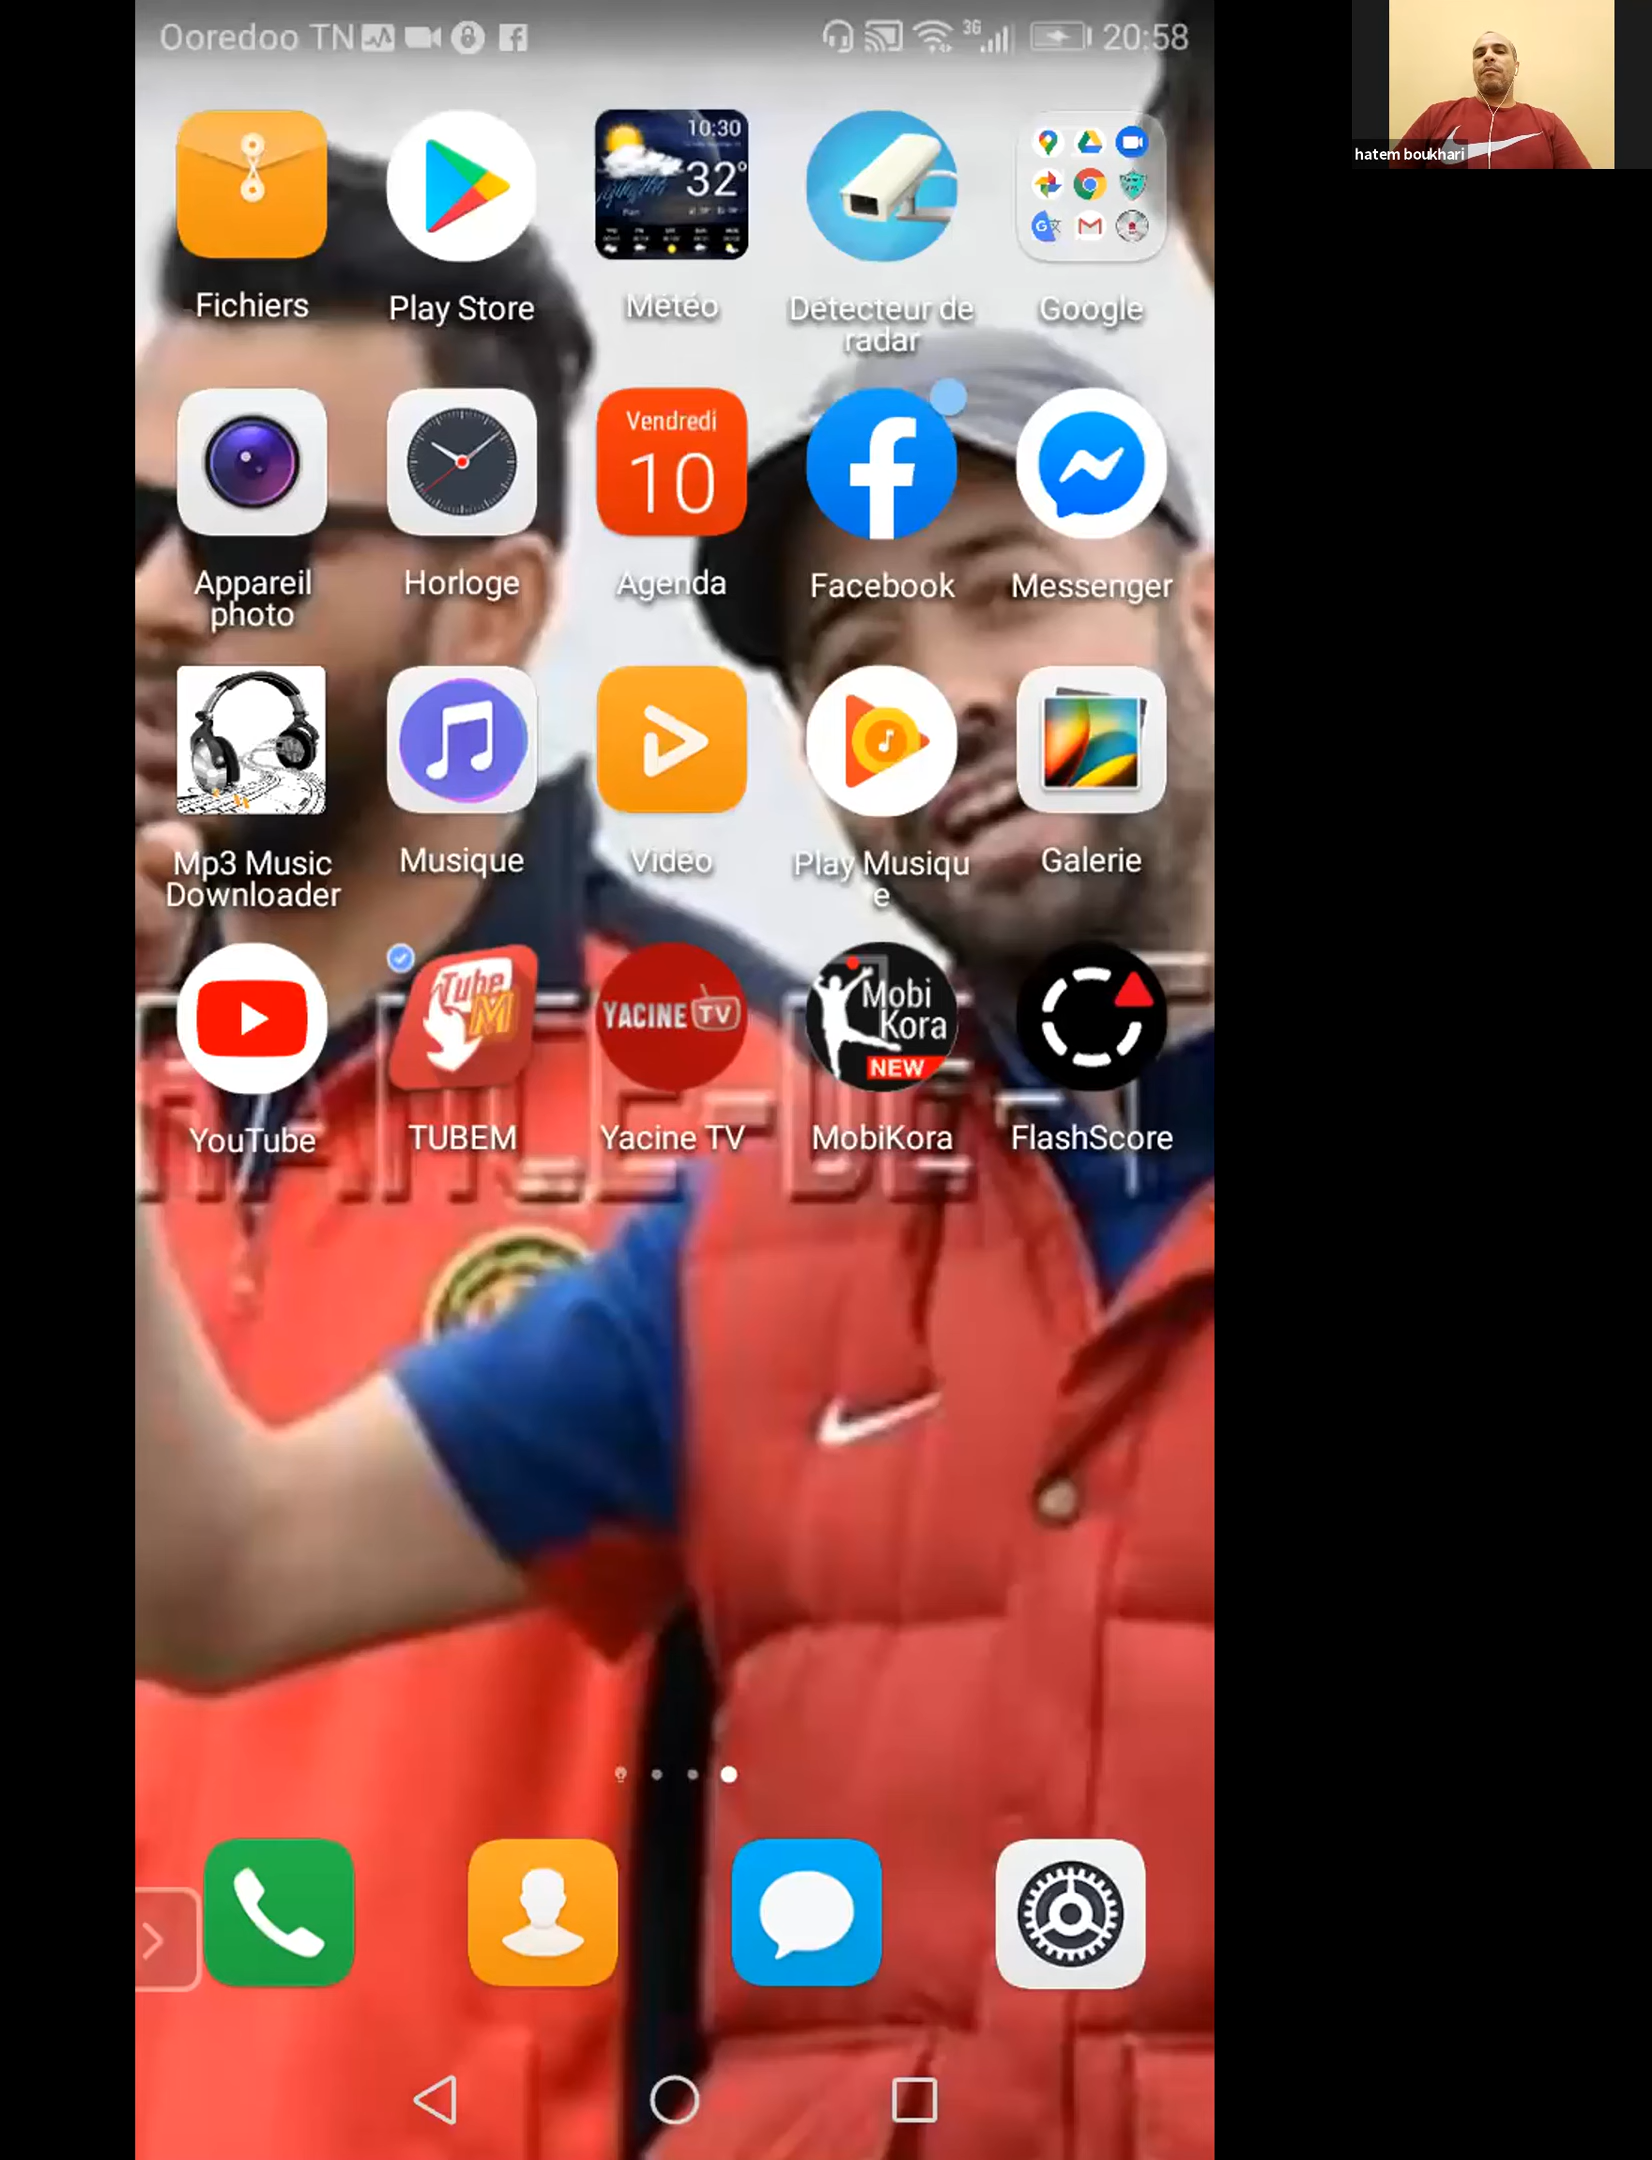 Ooredoo TN
3G
20:58
hatem boukhari
10:30
32°
Fichiers
Play Store
Météo
Détecteur de
radar
Google
Vendredi
10
Appareil
photo
Horloge
Agenda
Facebook
Messenger
Mp3 Music
Downloader
Musique
Vidéo
Play Musiqu
e
Galerie
Tube
M
YACINE TV
Mobi
Kora
NEW
YouTube
TUBEM
Yacine TV
MobiKora
FlashScore